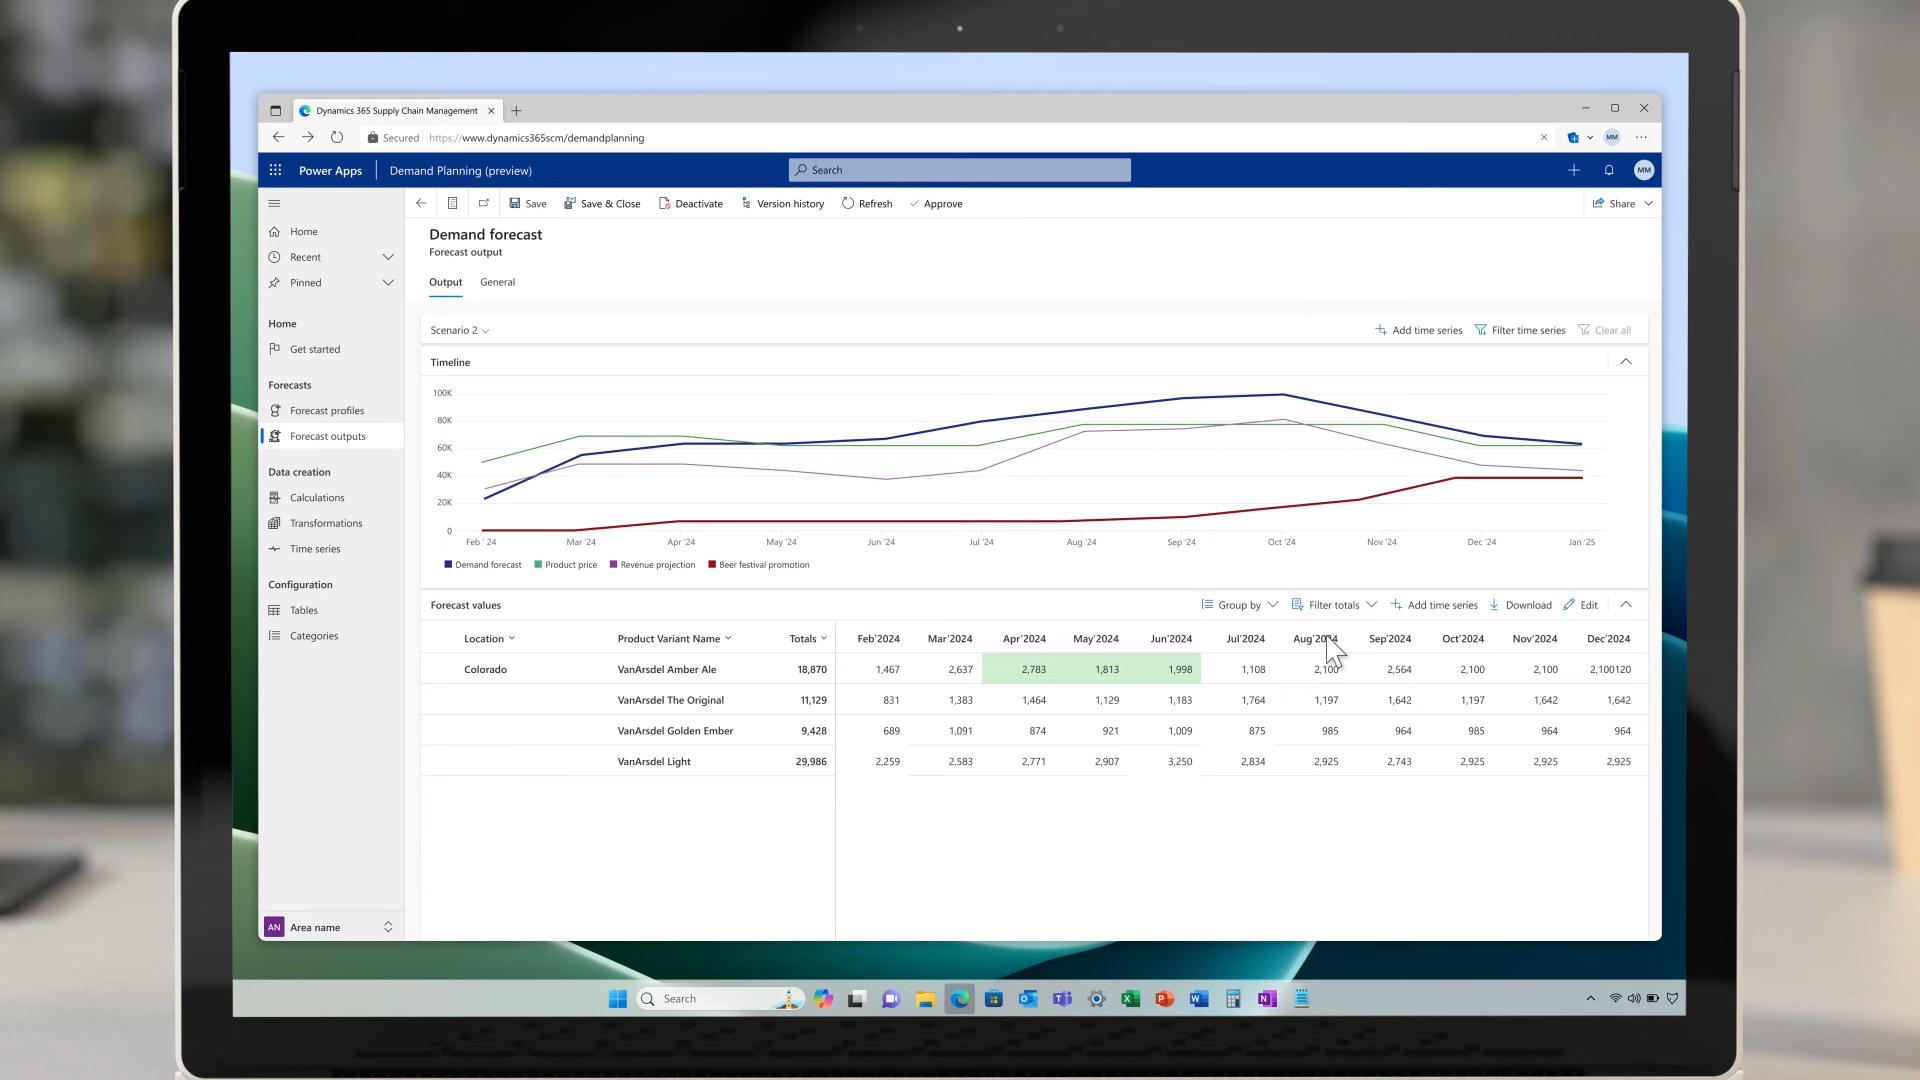 Dynamics 365 Supply Chain Management
Secured https://www.dynamics365scm/demandplanning
MM
Power Apps Demand Planning (preview) Search MM
Save Save & Close Deactivate Version history Refresh Approve Share
Home
Recent
Pinned
Home
Get started
Forecasts
Forecast profiles
Forecast outputs
Data creation
Calculations
Transformations
Time series
Configuration
Tables
Categories
AN Area name
Demand forecast
Forecast output
Output General
Scenario 2 Add time series Filter time series Clear all
Timeline
100K
80K
60K
40K
20K
0
Feb ' 24 Mar '24 Apr '24 May '24 Jun '24 Jul '24 Aug '24 Sep '24 Oct '24 Nov '24 Dec '24 Jan '25
Demand forecast Product price Revenue projection Beer festival promotion
Forecast values Group by Filter totals Add time series Download Edit
Location Product Variant Name Totals Feb'2024 Mar'2024 Apr'2024 May'2024 Jun'2024 Jul'2024 Aug'2024 Sep'2024 Oct'2024 Nov'2024 Dec'2024
Colorado VanArsdel Amber Ale 18,870 1,467 2,637 2,783 1,813 1,998 1,108 2,100 2,564 2,100 2,100 2,100120
VanArsdel The Original 11,129 831 1,383 1,464 1,129 1,183 1,764 1,197 1,642 1,197 1,642 1,642
VanArsdel Golden Ember 9,428 689 1,091 874 921 1,009 875 985 964 985 964 964
VanArsdel Light 29,986 2,259 2,583 2,771 2,907 3,250 2,834 2,925 2,743 2,925 2,925 2,925
Search